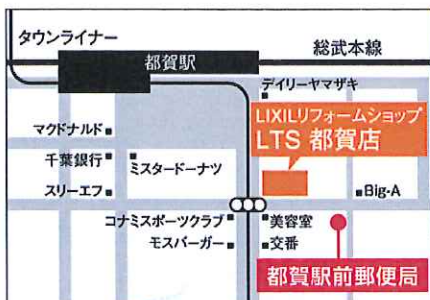 タウンライナー
総武本線
都賀駅
デイリーヤマザキ
LIXILリフォームショップ
LTS 都賀店
マクドナルド
千葉銀行
ミスタードーナツ
スリーエフ
Big-A
コナミスポーツクラブ
美容室
モスバーガー
交番
都賀駅前郵便局